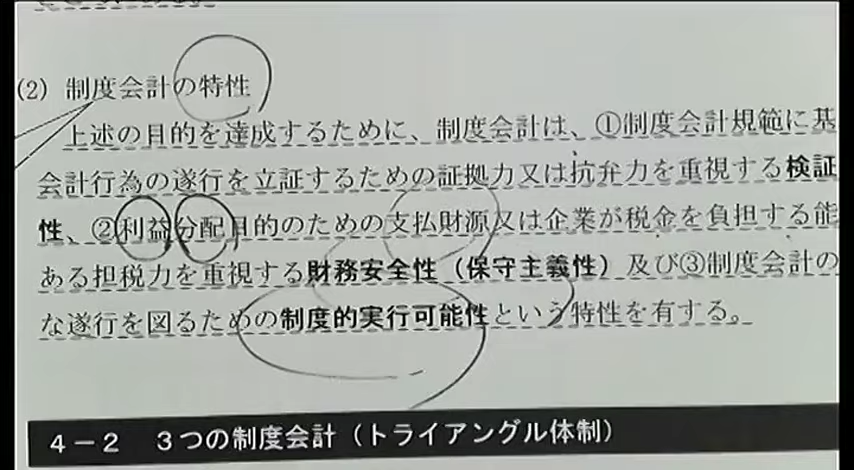 (2) 制度会計の特性
上述の目的を達成するために、制度会計は、①制度会計規範に基
会計行為の遂行を立証するための証拠力又は抗弁力を重視する検証
性、②利益分配目的のための支払財源又は企業が税金を負担する能
ある担税力を重視する財務安全性（保守主義性）及び③制度会計の
な遂行を図るための制度的実行可能性という特性を有する。
4－2 3つの制度会計（トライアングル体制）